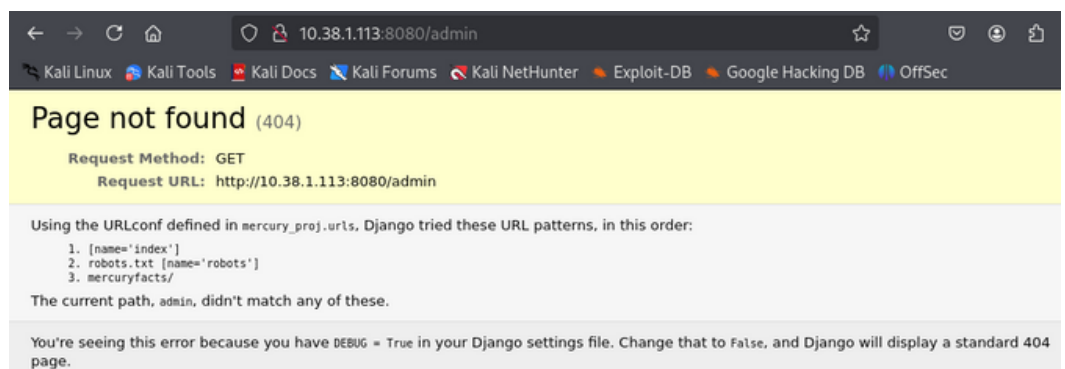 10.38.1.113:8080/admin
Kali Linux Kali Tools Kali Docs Kali Forums Kali NetHunter Exploit-DB Google Hacking DB OffSec
Page not found (404)
Request Method: GET
Request URL: http://10.38.1.113:8080/admin
Using the URLconf defined in mercury_proj.urls, Django tried these URL patterns, in this order:
1. [name='index']
2. robots.txt [name='robots']
3. mercuryfacts/
The current path, admin, didn't match any of these.
You're seeing this error because you have DEBUG = True in your Django settings file. Change that to False, and Django will display a standard 404
page.